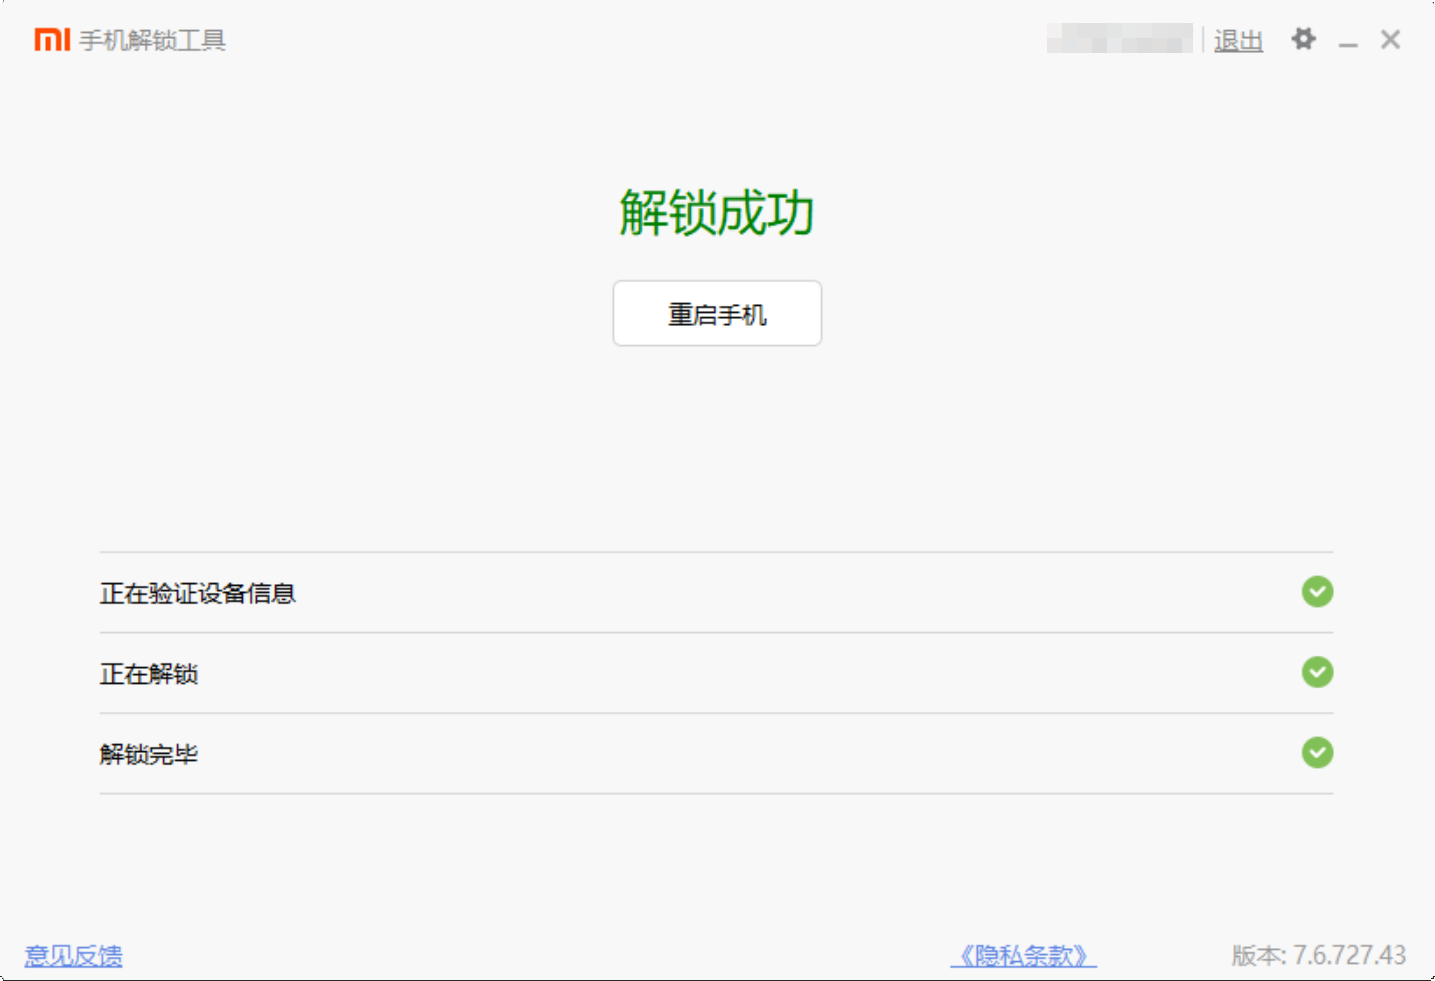 mi 手机解锁工具
退出
解锁成功
重启手机
正在验证设备信息
正在解锁
解锁完毕
意见反馈
《隐私条款》
版本: 7.6.727.43